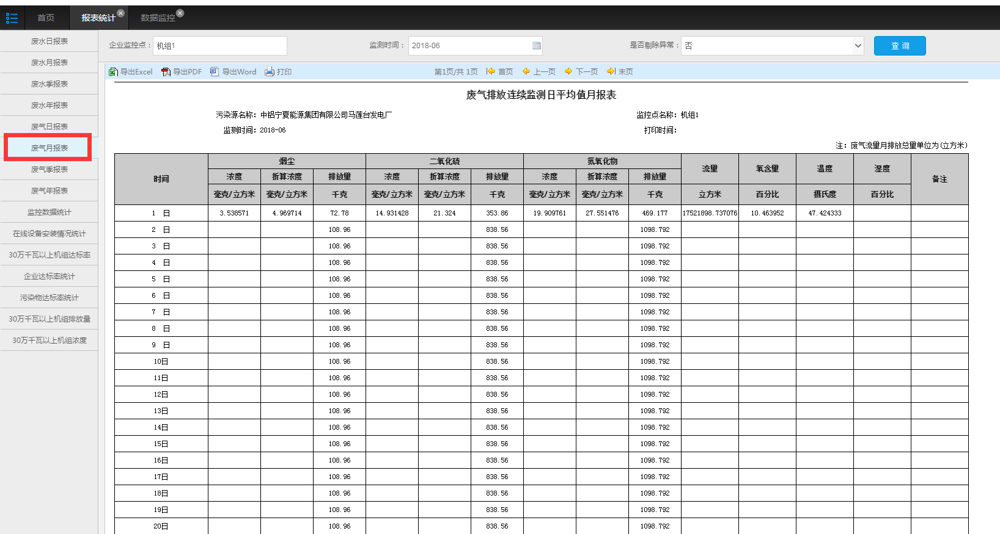 首页 报表统计 数据监控
废水日报表
废水月报表
废水季报表
废水年报表
废气日报表
废气月报表
废气季报表
废气年报表
监控数据统计
在线设备安装情况统计
30万千瓦以上机组达标率
企业达标率统计
污染物达标率统计
30万千瓦以上机组排放量
30万千瓦以上机组浓度
企业监控点： 机组1 监测时间： 2018-06 是否剔除异常： 否 查 询
导出Excel 导出PDF 导出Word 打印 第1页/共 1页 首页 上一页 下一页 末页
废气排放连续监测日平均值月报表
污染源名称： 中铝宁夏能源集团有限公司马莲台发电厂 监控点名称： 机组1
监测时间： 2018-06 打印时间：
注： 废气流量月排放总量单位为(立方米)
时间 烟尘 二氧化硫 氮氧化物 流量 氧含量 温度 湿度 备注
浓度 折算浓度 排放量 浓度 折算浓度 排放量 浓度 折算浓度 排放量
毫克/立方米 毫克/立方米 千克 毫克/立方米 毫克/立方米 千克 毫克/立方米 毫克/立方米 千克 立方米 百分比 摄氏度 百分比
1 日 3.538571 4.969714 72.78 14.931428 21.324 353.86 19.909761 27.551476 469.177 17521898.737076 10.463952 47.424333
2 日 108.96 838.56 1098.792
3 日 108.96 838.56 1098.792
4 日 108.96 838.56 1098.792
5 日 108.96 838.56 1098.792
6 日 108.96 838.56 1098.792
7 日 108.96 838.56 1098.792
8 日 108.96 838.56 1098.792
9 日 108.96 838.56 1098.792
10日 108.96 838.56 1098.792
11日 108.96 838.56 1098.792
12日 108.96 838.56 1098.792
13日 108.96 838.56 1098.792
14日 108.96 838.56 1098.792
15日 108.96 838.56 1098.792
16日 108.96 838.56 1098.792
17日 108.96 838.56 1098.792
18日 108.96 838.56 1098.792
19日 108.96 838.56 1098.792
20日 108.96 838.56 1098.792